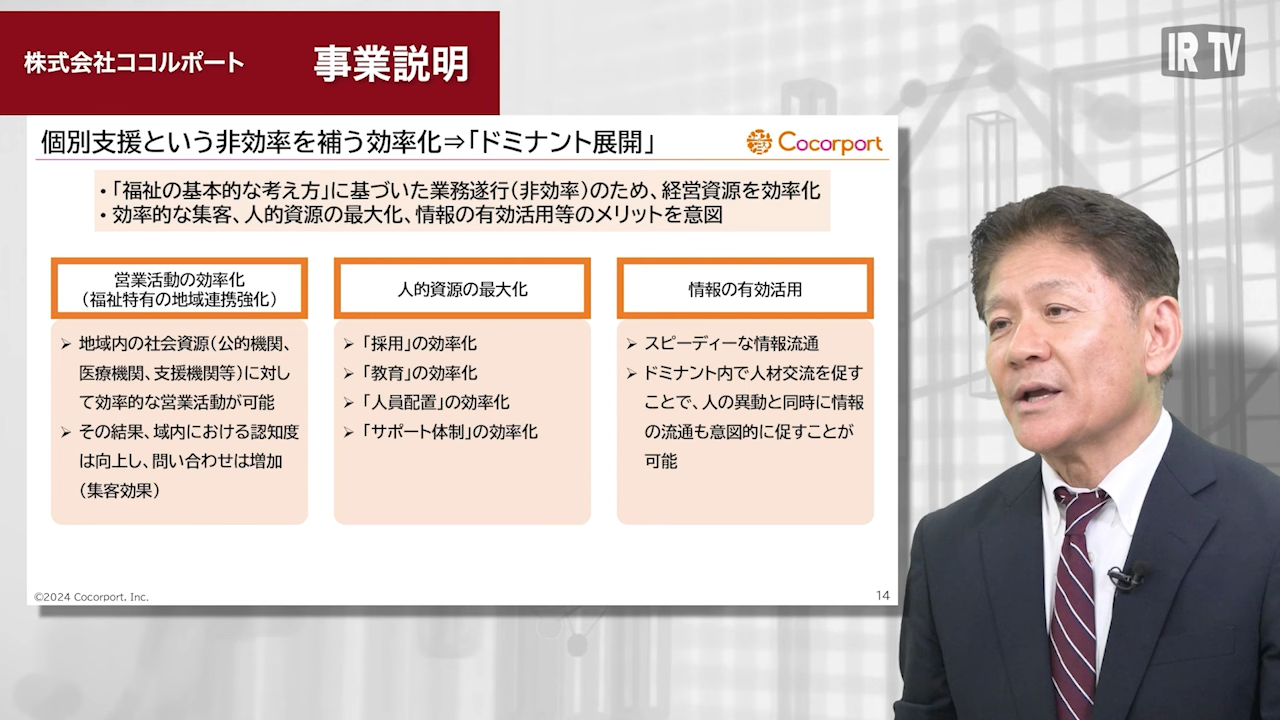 株式会社ココルポート 事業説明
IR TV
個別支援という非効率を補う効率化⇒「ドミナント展開」
Cocorport
・「福祉の基本的な考え方」に基づいた業務遂行（非効率）のため、経営資源を効率化
・効率的な集客、人的資源の最大化、情報の有効活用等のメリットを意図
営業活動の効率化
（福祉特有の地域連携強化）
➢ 地域内の社会資源（公的機関、
医療機関、支援機関等）に対し
て効率的な営業活動が可能
➢ その結果、域内における認知度
は向上し、問い合わせは増加
（集客効果）
人的資源の最大化
➢ 「採用」の効率化
➢ 「教育」の効率化
➢ 「人員配置」の効率化
➢ 「サポート体制」の効率化
情報の有効活用
➢ スピーディーな情報流通
➢ ドミナント内で人材交流を促す
ことで、人の異動と同時に情報
の流通も意図的に促すことが
可能
©2024 Cocorport, Inc.
14